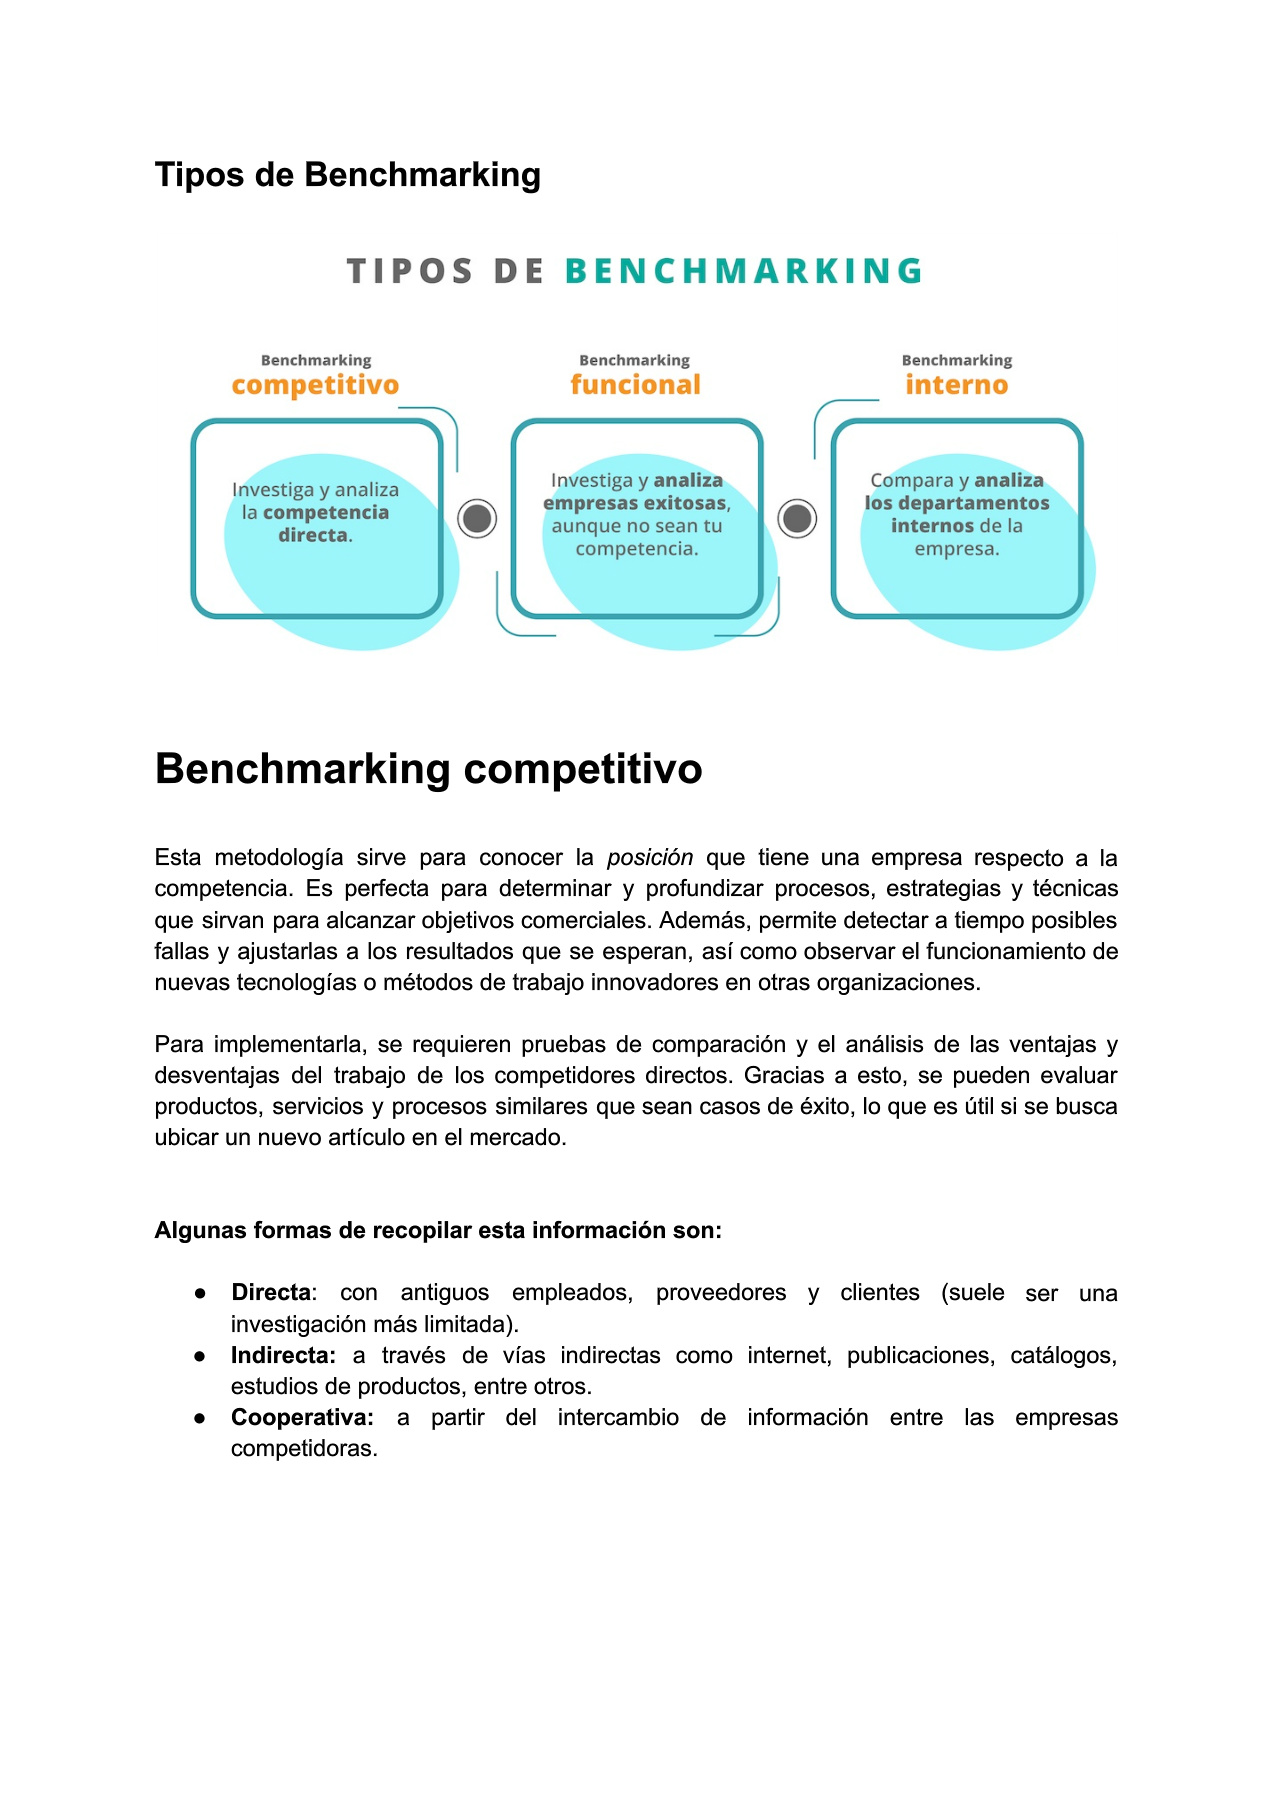 Tipos de Benchmarking
TIPOS DE BENCHMARKING
Benchmarking
competitivo
Investiga y analiza
la competencia
directa.
Benchmarking
funcional
Investiga y analiza
empresas exitosas,
aunque no sean tu
competencia.
Benchmarking
interno
Compara y analiza
los departamentos
internos de la
empresa.
Benchmarking competitivo
Esta metodología sirve para conocer la posición que tiene una empresa respecto a la
competencia. Es perfecta para determinar y profundizar procesos, estrategias y técnicas
que sirvan para alcanzar objetivos comerciales. Además, permite detectar a tiempo posibles
fallas y ajustarlas a los resultados que se esperan, así como observar el funcionamiento de
nuevas tecnologías o métodos de trabajo innovadores en otras organizaciones.
Para implementarla, se requieren pruebas de comparación y el análisis de las ventajas y
desventajas del trabajo de los competidores directos. Gracias a esto, se pueden evaluar
productos, servicios y procesos similares que sean casos de éxito, lo que es útil si se busca
ubicar un nuevo artículo en el mercado.
Algunas formas de recopilar esta información son:
● Directa: con antiguos empleados, proveedores y clientes (suele ser una
investigación más limitada).
● Indirecta: a través de vías indirectas como internet, publicaciones, catálogos,
estudios de productos, entre otros.
● Cooperativa: a partir del intercambio de información entre las empresas
competidoras.